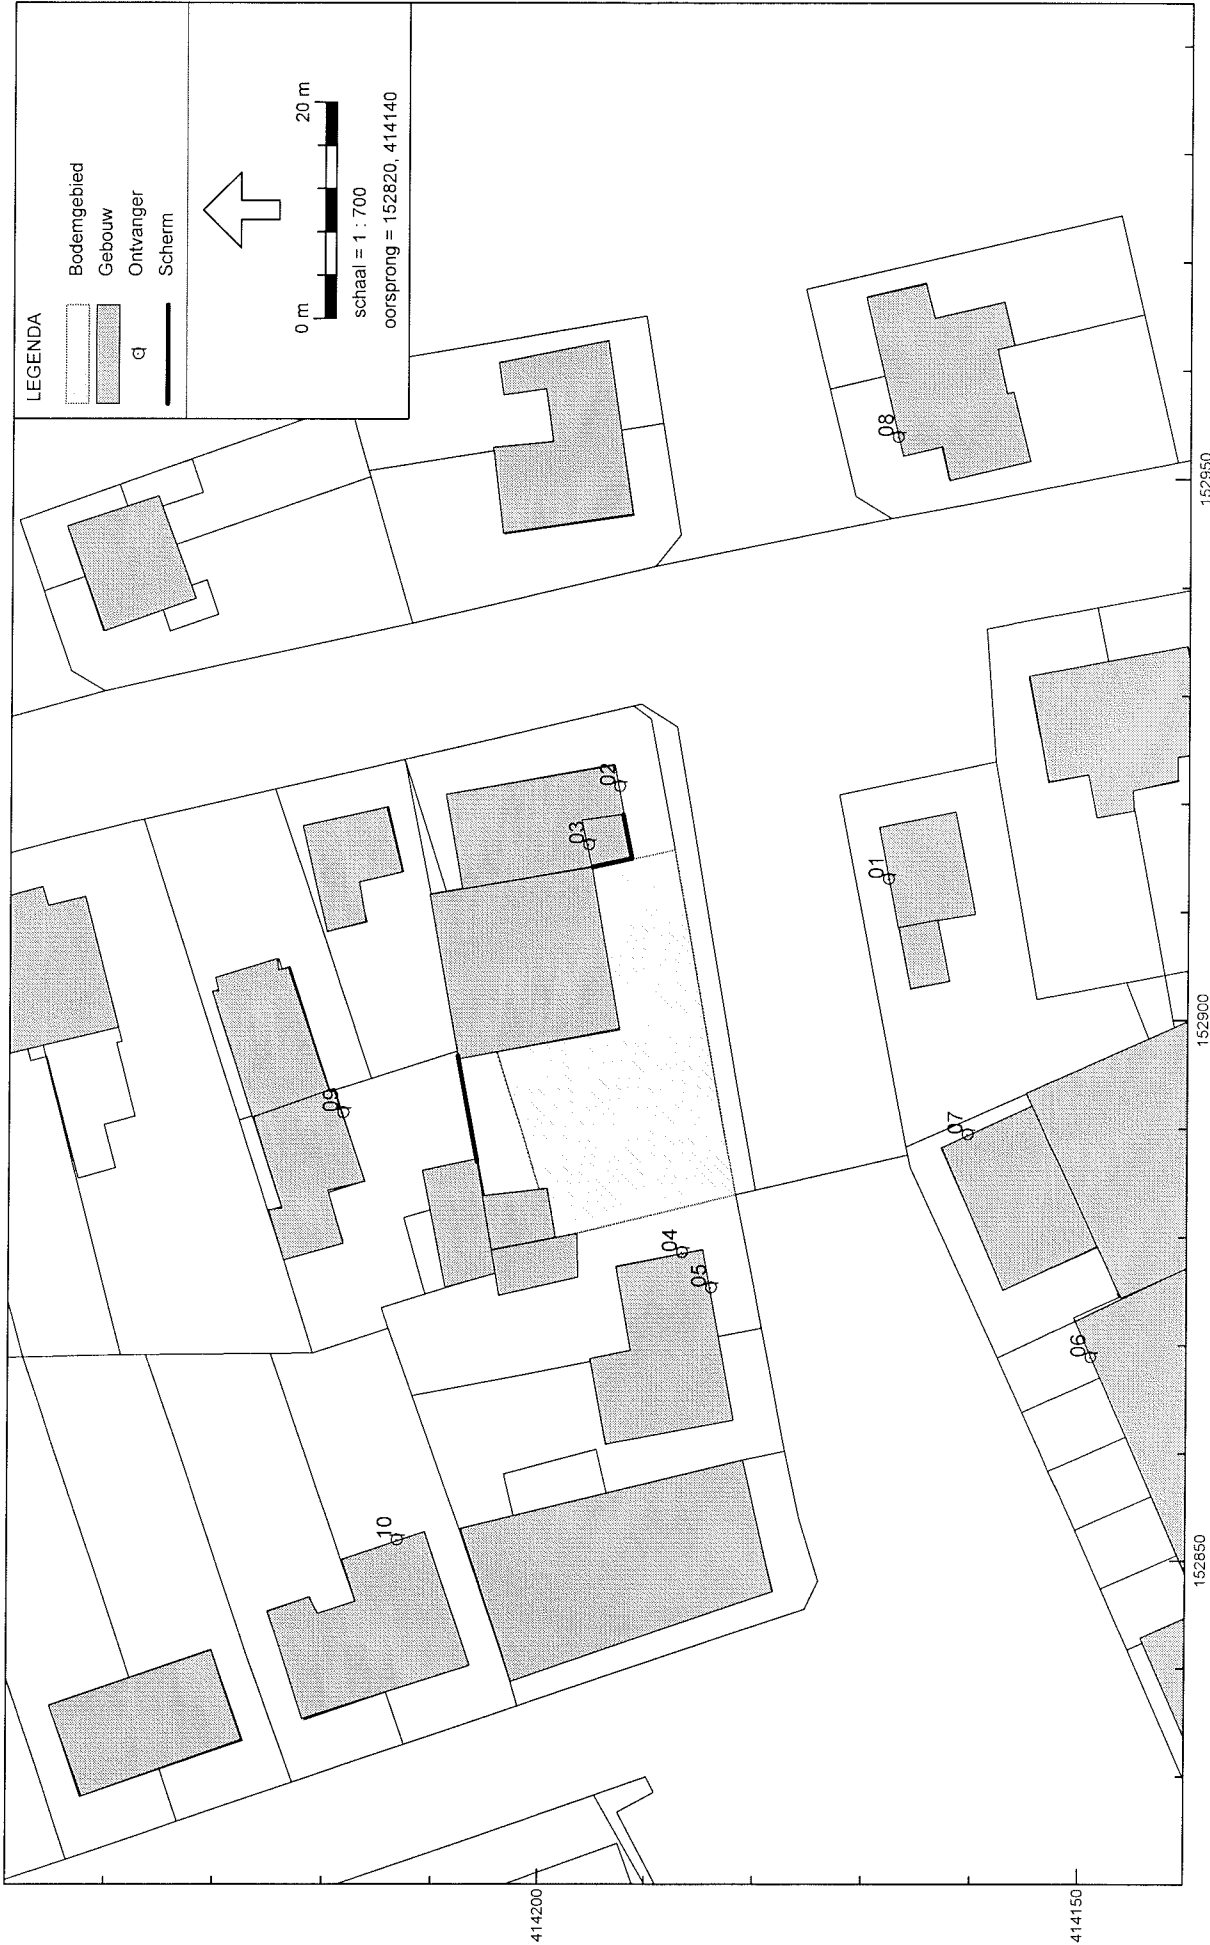 LEGENDA
Bodemgebied
Gebouw
Ontvanger
Scherm
0 m
20 m
schaal = 1 : 700
oorsprong = 152820, 414140
08
02
03
01
09
07
04
05
06
10
152950
152900
152850
414200
414150